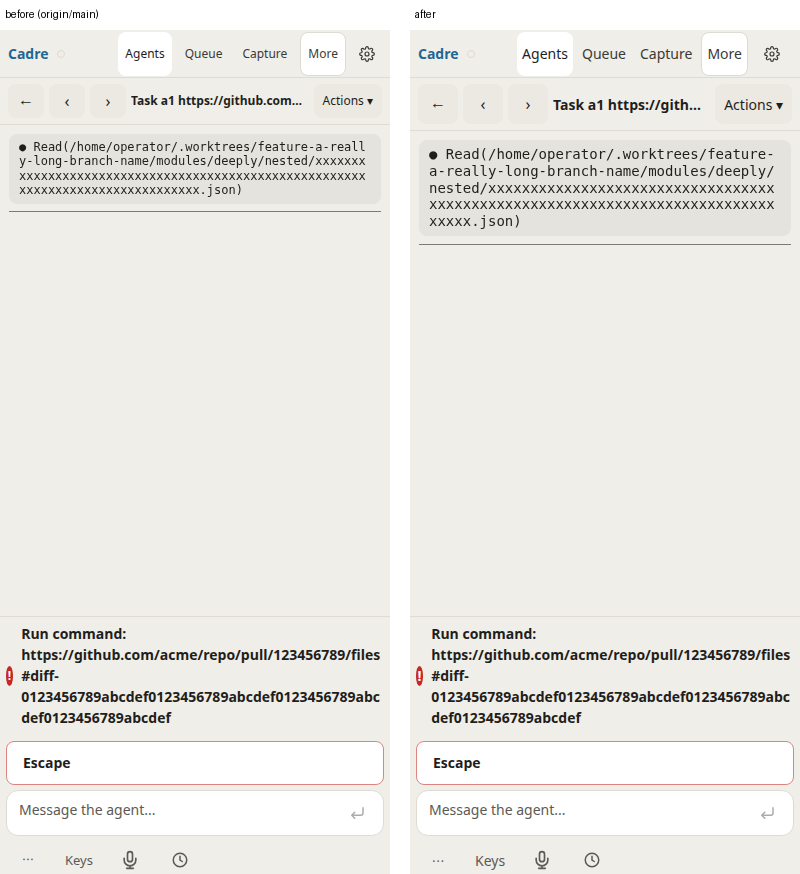 before (origin/main)
Cadre Agents Queue Capture More
← ‹ › Task a1 https://github.com... Actions ▾
● Read(/home/operator/.worktrees/feature-a-reall
y-long-branch-name/modules/deeply/nested/xxxxxxx
xxxxxxxxxxxxxxxxxxxxxxxxxxxxxxxxxxxxxxxxxxxxxxxx
xxxxxxxxxxxxxxxxxxxxxxxxx.json)
Run command:
https://github.com/acme/repo/pull/123456789/files
#diff-
0123456789abcdef0123456789abcdef0123456789abc
def0123456789abcdef
Escape
Message the agent...
... Keys
after
Cadre Agents Queue Capture More
← ‹ › Task a1 https://gith... Actions ▾
● Read(/home/operator/.worktrees/feature-
a-really-long-branch-name/modules/deeply/
nested/xxxxxxxxxxxxxxxxxxxxxxxxxxxxxxxxxx
xxxxxxxxxxxxxxxxxxxxxxxxxxxxxxxxxxxxxxxxx
xxxxx.json)
Run command:
https://github.com/acme/repo/pull/123456789/files
#diff-
0123456789abcdef0123456789abcdef0123456789abc
def0123456789abcdef
Escape
Message the agent...
... Keys